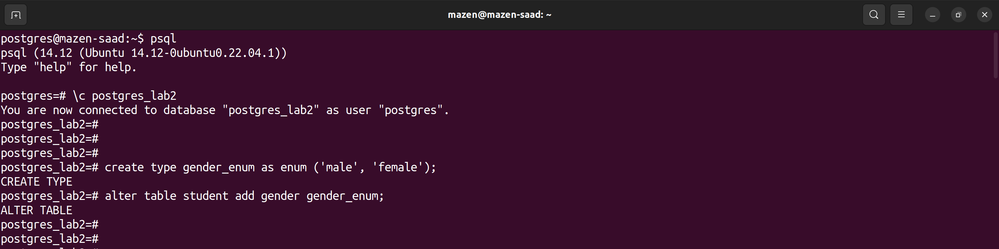 mazen@mazen-saad: ~
postgres@mazen-saad:~$ psql
psql (14.12 (Ubuntu 14.12-0ubuntu0.22.04.1))
Type "help" for help.
postgres=# \c postgres_lab2
You are now connected to database "postgres_lab2" as user "postgres".
postgres_lab2=#
postgres_lab2=#
postgres_lab2=#
postgres_lab2=# create type gender_enum as enum ('male', 'female');
CREATE TYPE
postgres_lab2=# alter table student add gender gender_enum;
ALTER TABLE
postgres_lab2=#
postgres_lab2=#